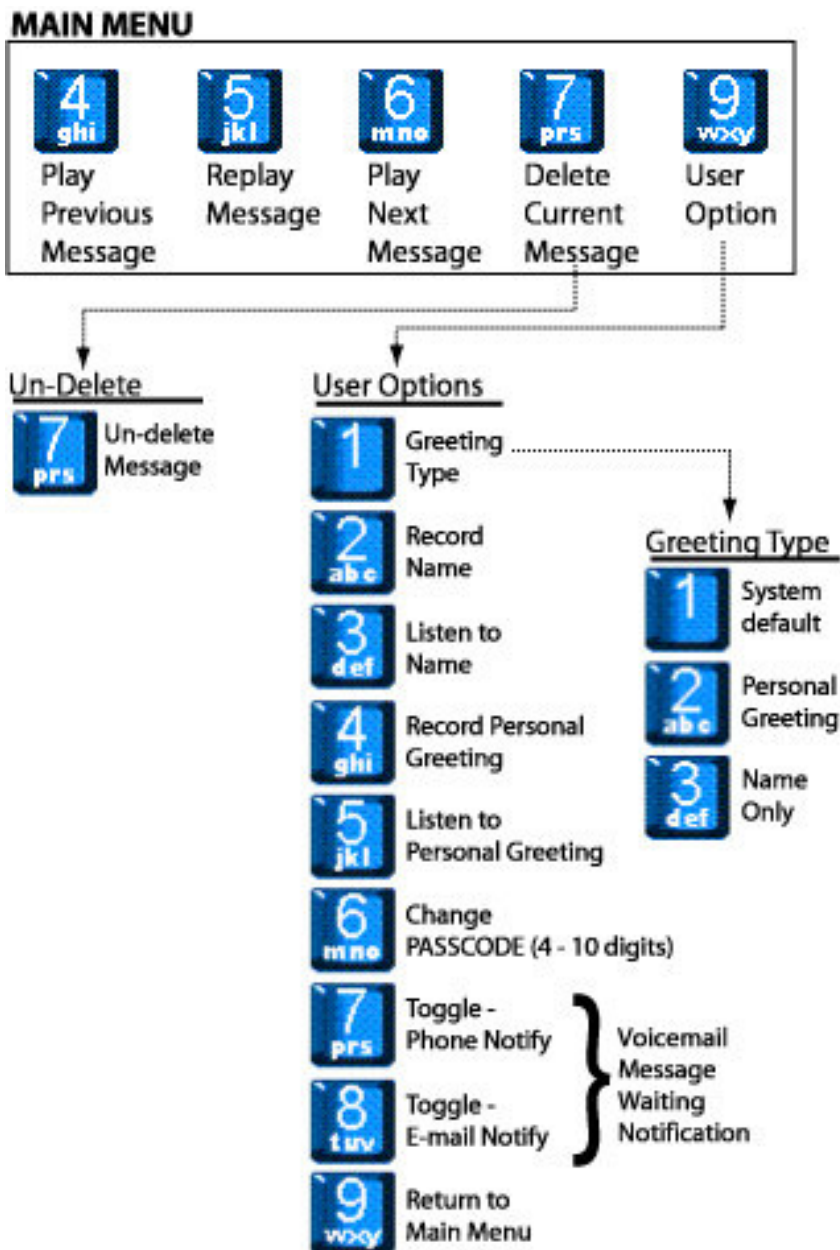 MAIN MENU
4
ghi
Play
Previous
Message
5
jkl
Replay
Message
6
mno
Play
Next
Message
7
prs
Delete
Current
Message
9
wxy
User
Option
Un-Delete
7
prs
Un-delete
Message
User Options
1
Greeting
Type
2
abc
Record
Name
3
def
Listen to
Name
4
ghi
Record Personal
Greeting
5
jkl
Listen to
Personal Greeting
6
mno
Change
PASSCODE (4 - 10 digits)
7
prs
Toggle -
Phone Notify
8
tuv
Toggle -
E-mail Notify
}
Voicemail
Message
Waiting
Notification
9
wxy
Return to
Main Menu
Greeting Type
1
System
default
2
abc
Personal
Greeting
3
def
Name
Only